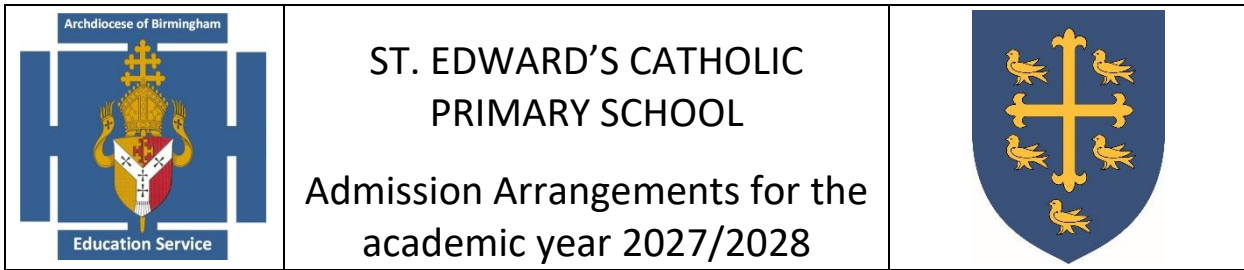 Archdiocese of Birmingham
Education Service
ST. EDWARD’S CATHOLIC
PRIMARY SCHOOL
Admission Arrangements for the
academic year 2027/2028